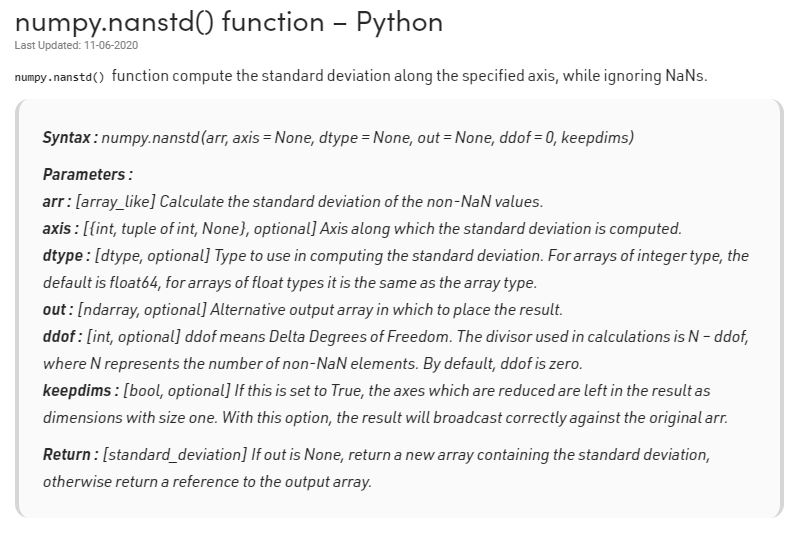 numpy.nanstd() function – Python
Last Updated: 11-06-2020
numpy.nanstd() function compute the standard deviation along the specified axis, while ignoring NaNs.
Syntax : numpy.nanstd(arr, axis = None, dtype = None, out = None, ddof = 0, keepdims)
Parameters :
arr : [array_like] Calculate the standard deviation of the non-NaN values.
axis : [{int, tuple of int, None}, optional] Axis along which the standard deviation is computed.
dtype : [dtype, optional] Type to use in computing the standard deviation. For arrays of integer type, the
default is float64, for arrays of float types it is the same as the array type.
out : [ndarray, optional] Alternative output array in which to place the result.
ddof : [int, optional] ddof means Delta Degrees of Freedom. The divisor used in calculations is N – ddof,
where N represents the number of non-NaN elements. By default, ddof is zero.
keepdims : [bool, optional] If this is set to True, the axes which are reduced are left in the result as
dimensions with size one. With this option, the result will broadcast correctly against the original arr.
Return : [standard_deviation] If out is None, return a new array containing the standard deviation,
otherwise return a reference to the output array.